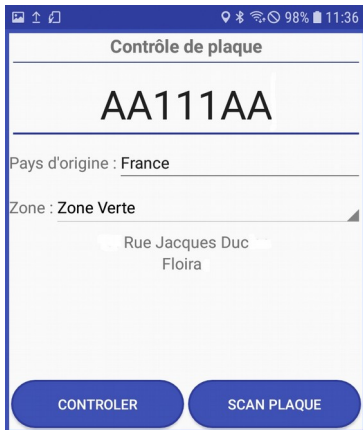 98% 11:36
Contrôle de plaque
AA111AA
Pays d'origine : France
Zone : Zone Verte
Rue Jacques Duc
Floira
CONTROLER SCAN PLAQUE